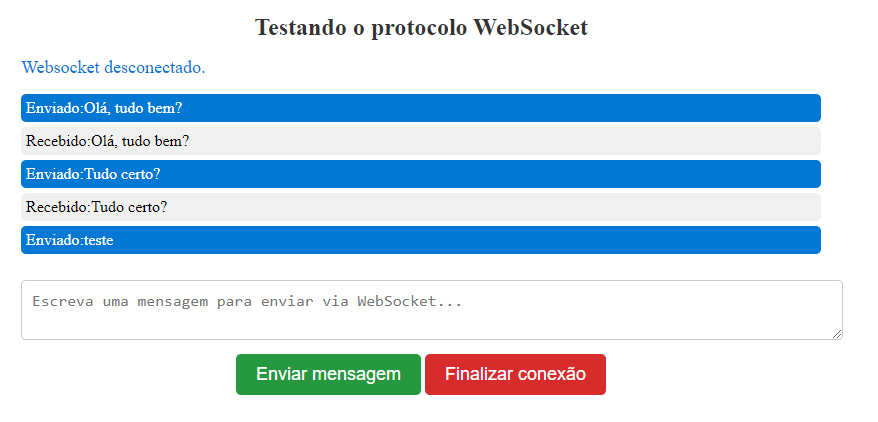 Testando o protocolo WebSocket
Websocket desconectado.
Enviado:Olá, tudo bem?
Recebido:Olá, tudo bem?
Enviado:Tudo certo?
Recebido:Tudo certo?
Enviado:teste
Escreva uma mensagem para enviar via WebSocket...
Enviar mensagem Finalizar conexão